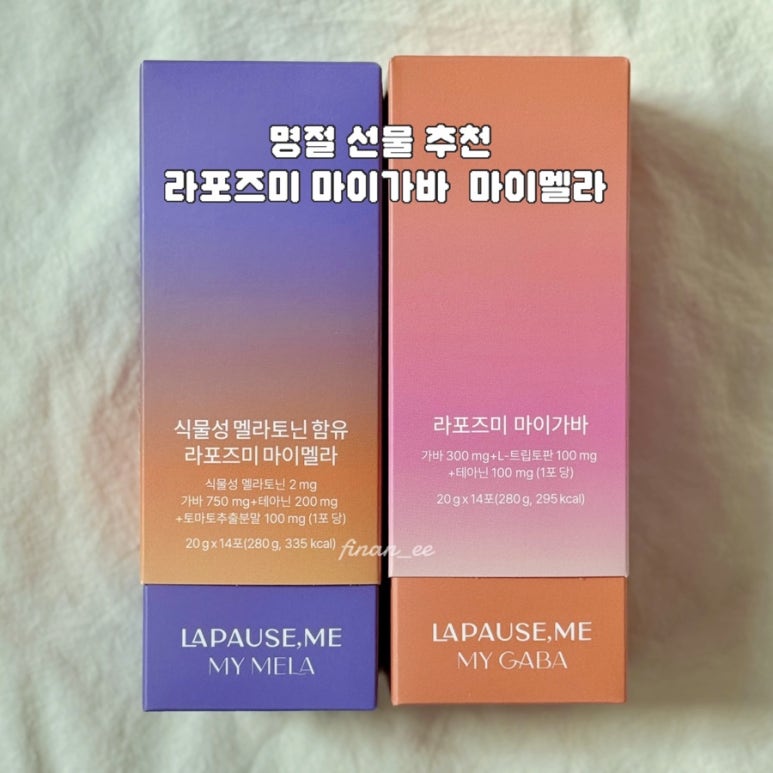 명절 선물 추천
라포즈미 마이가바 마이멜라
식물성 멜라토닌 함유
라포즈미 마이멜라
식물성 멜라토닌 2 mg
가바 750 mg+테아닌 200 mg
+토마토추출분말 100 mg (1포 당)
20 g x 14포(280 g, 335 kcal)
LAPAUSE,ME
MY MELA
라포즈미 마이가바
가바 300 mg+L-트립토판 100 mg
+테아닌 100 mg (1포 당)
20 g x 14포(280 g, 295 kcal)
LAPAUSE,ME
MY GABA
finan_ee